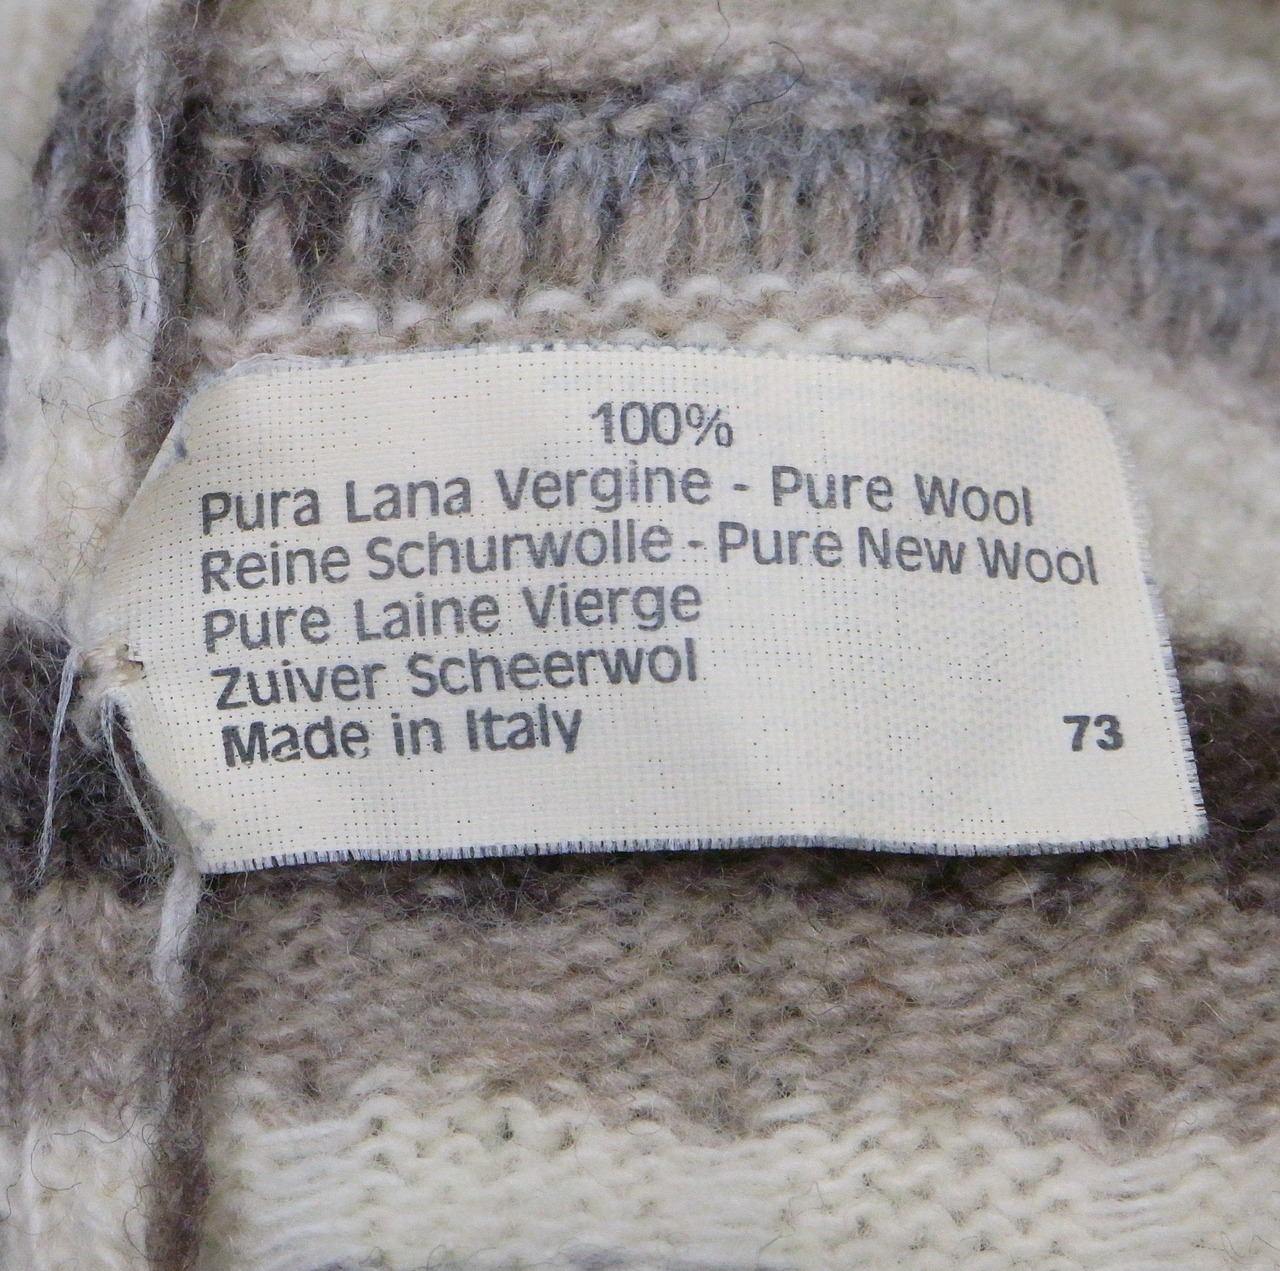 100%
Pura Lana Vergine - Pure Wool
Reine Schurwolle - Pure New Wool
Pure Laine Vierge
Zuiver Scheerwol
Made in Italy 73